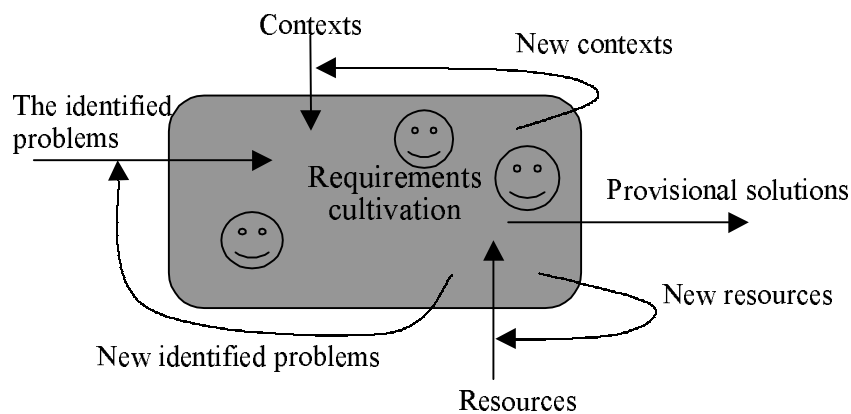 Contexts
New contexts
The identified
problems
Requirements
cultivation
Provisional solutions
New resources
New identified problems
Resources